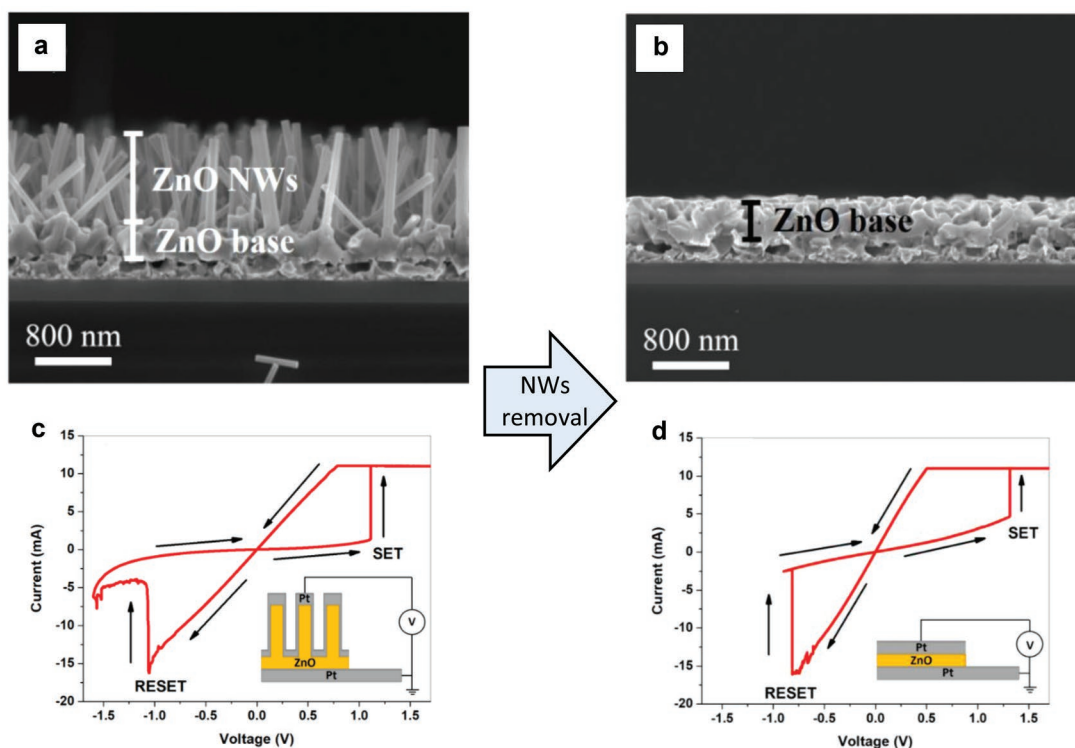 a
ZnO NWs
ZnO base
800 nm
b
ZnO base
800 nm
NWs
removal
c
15
10
5
0
-5
-10
-15
-20
Current (mA)
SET
RESET
Pt
ZnO
Pt
V
-1.5
-1.0
-0.5
0.0
0.5
1.0
1.5
Voltage (V)
d
15
10
5
0
-5
-10
-15
-20
Current (mA)
SET
RESET
Pt
ZnO
Pt
V
-1.5
-1.0
-0.5
0.0
0.5
1.0
1.5
Voltage (V)